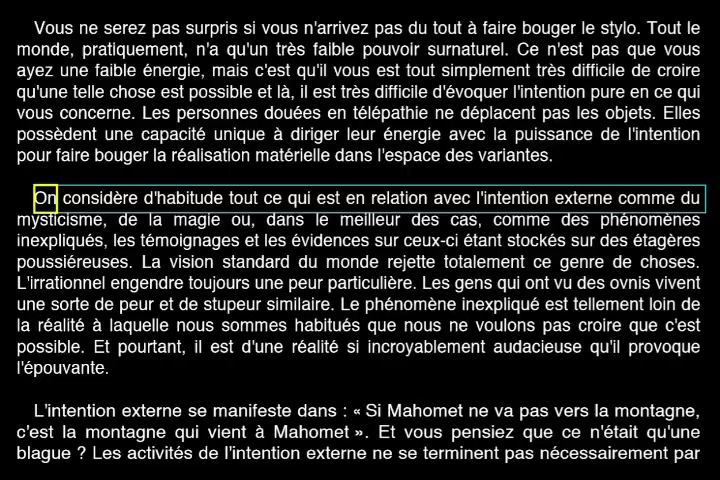 Vous ne serez pas surpris si vous n'arrivez pas du tout à faire bouger le stylo. Tout le
monde, pratiquement, n'a qu'un très faible pouvoir surnaturel. Ce n'est pas que vous
ayez une faible énergie, mais c'est qu'il vous est tout simplement très difficile de croire
qu'une telle chose est possible et là, il est très difficile d'évoquer l'intention pure en ce qui
vous concerne. Les personnes douées en télépathie ne déplacent pas les objets. Elles
possèdent une capacité unique à diriger leur énergie avec la puissance de l'intention
pour faire bouger la réalisation matérielle dans l'espace des variantes.
On considère d'habitude tout ce qui est en relation avec l'intention externe comme du
mysticisme, de la magie ou, dans le meilleur des cas, comme des phénomènes
inexpliqués, les témoignages et les évidences sur ceux-ci étant stockés sur des étagères
poussiéreuses. La vision standard du monde rejette totalement ce genre de choses.
L'irrationnel engendre toujours une peur particulière. Les gens qui ont vu des ovnis vivent
une sorte de peur et de stupeur similaire. Le phénomène inexpliqué est tellement loin de
la réalité à laquelle nous sommes habitués que nous ne voulons pas croire que c'est
possible. Et pourtant, il est d'une réalité si incroyablement audacieuse qu'il provoque
l'épouvante.
L'intention externe se manifeste dans : « Si Mahomet ne va pas vers la montagne,
c'est la montagne qui vient à Mahomet ». Et vous pensiez que ce n'était qu'une
blague ? Les activités de l'intention externe ne se terminent pas nécessairement par